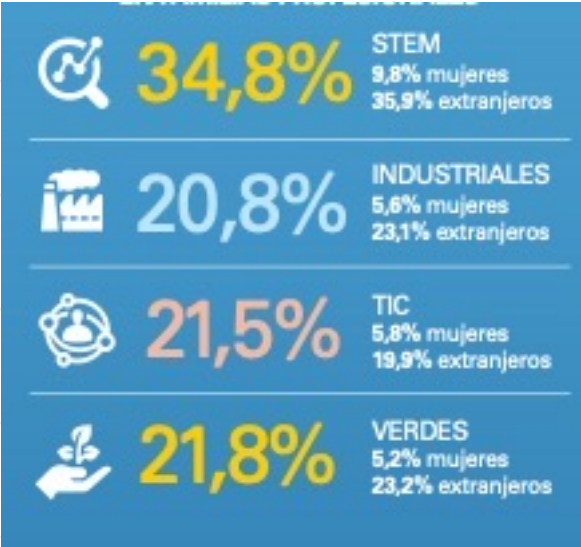 34,8%
STEM
9,8% mujeres
35,9% extranjeros
20,8%
INDUSTRIALES
5,6% mujeres
23,1% extranjeros
21,5%
TIC
5,8% mujeres
19,9% extranjeros
21,8%
VERDES
5,2% mujeres
23,2% extranjeros